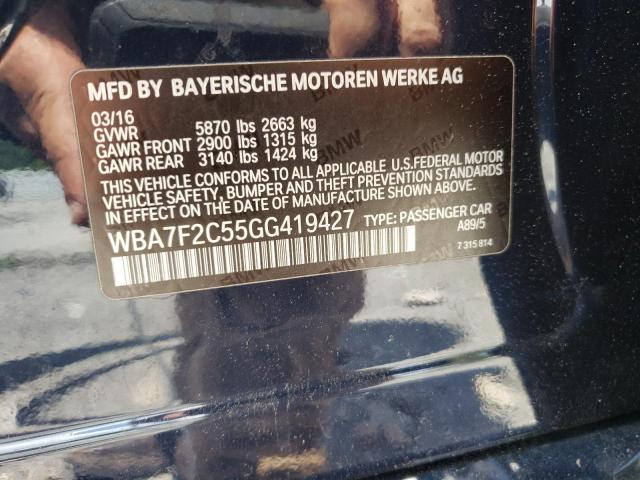 MFD BY BAYERISCHE MOTOREN WERKE AG
03/16
GVWR 5870 lbs 2663 kg
GAWR FRONT 2900 lbs 1315 kg
GAWR REAR 3140 lbs 1424 kg
THIS VEHICLE CONFORMS TO ALL APPLICABLE U.S.FEDERAL MOTOR
VEHICLE SAFETY, BUMPER AND THEFT PREVENTION STANDARDS
IN EFFECT ON THE DATE OF MANUFACTURE SHOWN ABOVE.
WBA7F2C55GG419427 TYPE: PASSENGER CAR
A89/5
7 315 814